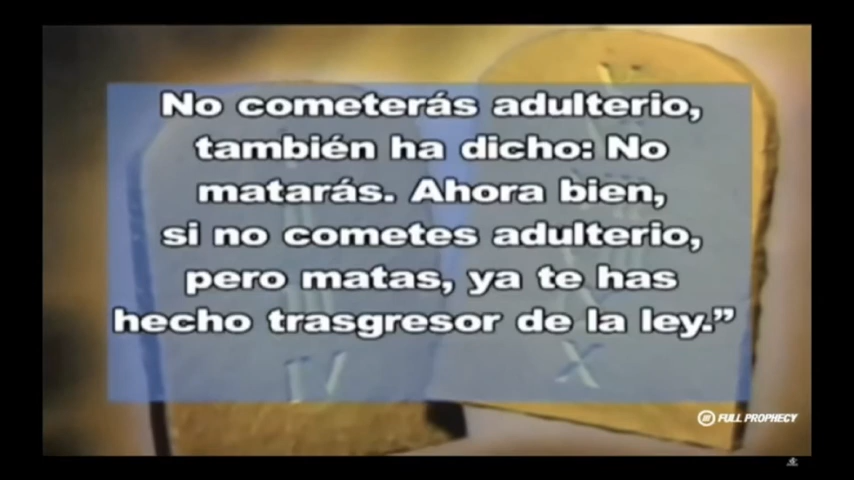 No cometerás adulterio,
también ha dicho: No
matarás. Ahora bien,
si no cometes adulterio,
pero matas, ya te has
hecho trasgresor de la ley.”
IV
X
FULL PROPHECY